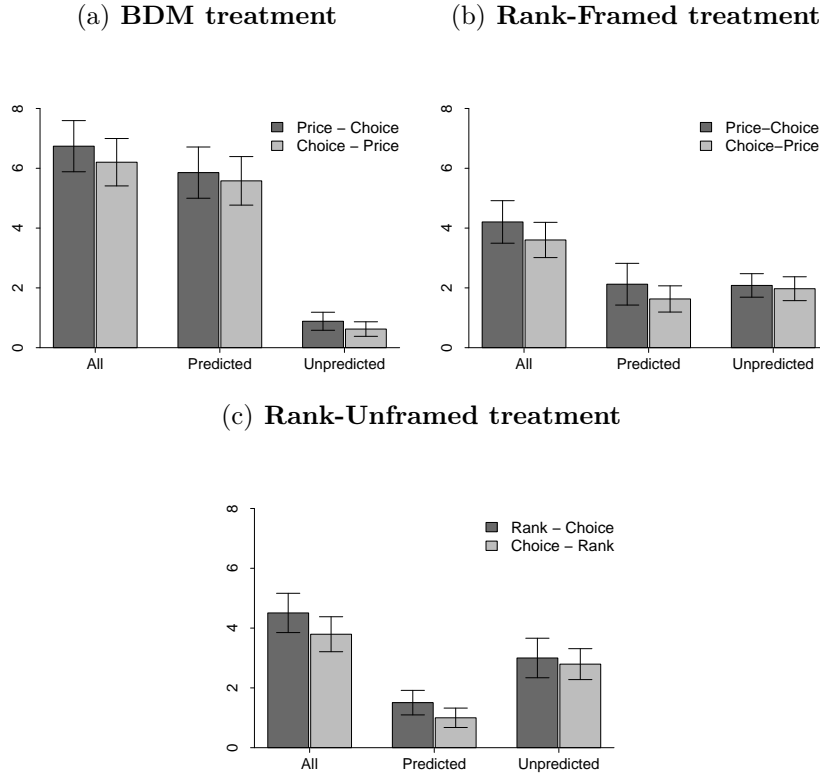 (a) BDM treatment
0 2 4 6 8
Price − Choice
Choice − Price
All Predicted Unpredicted
(b) Rank-Framed treatment
0 2 4 6 8
Price−Choice
Choice−Price
All Predicted Unpredicted
(c) Rank-Unframed treatment
0 2 4 6 8
Rank − Choice
Choice − Rank
All Predicted Unpredicted